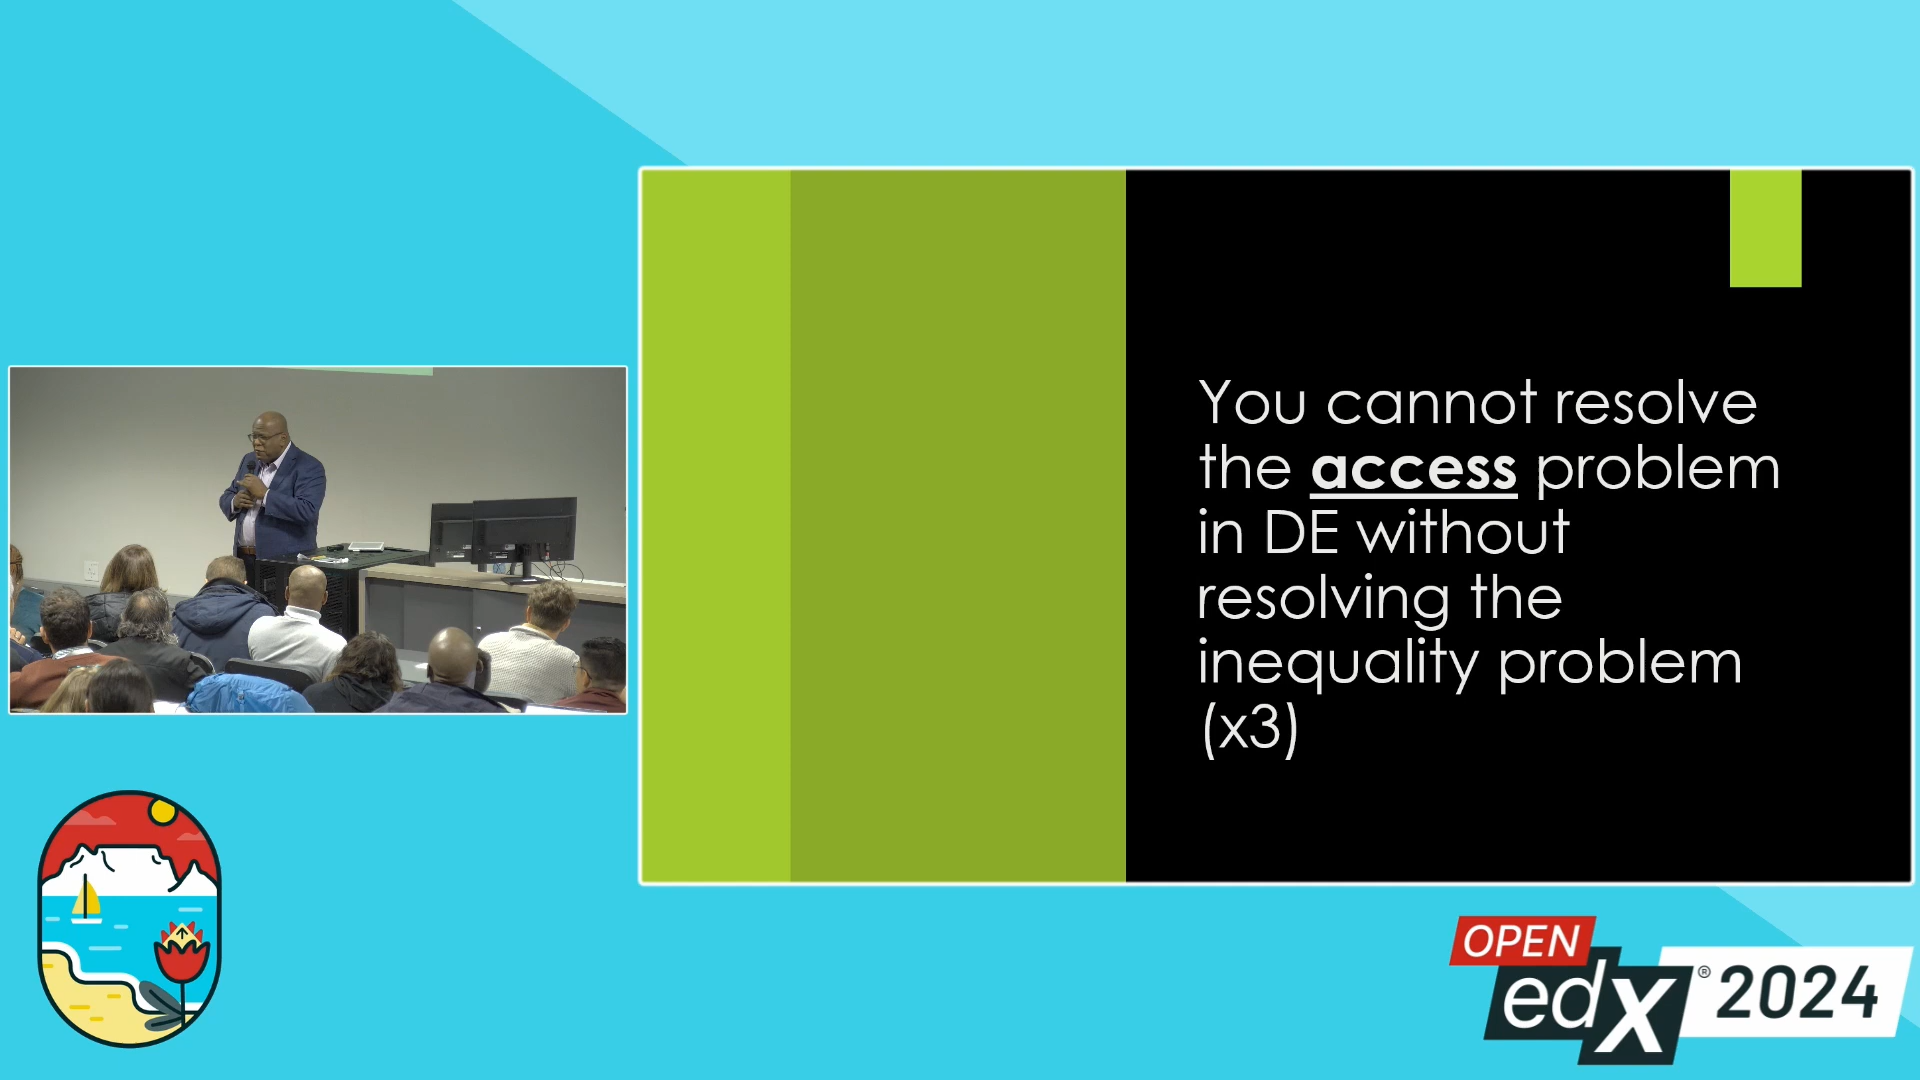 You cannot resolve
the access problem
in DE without
resolving the
inequality problem
(x3)
OPEN
edX® 2024